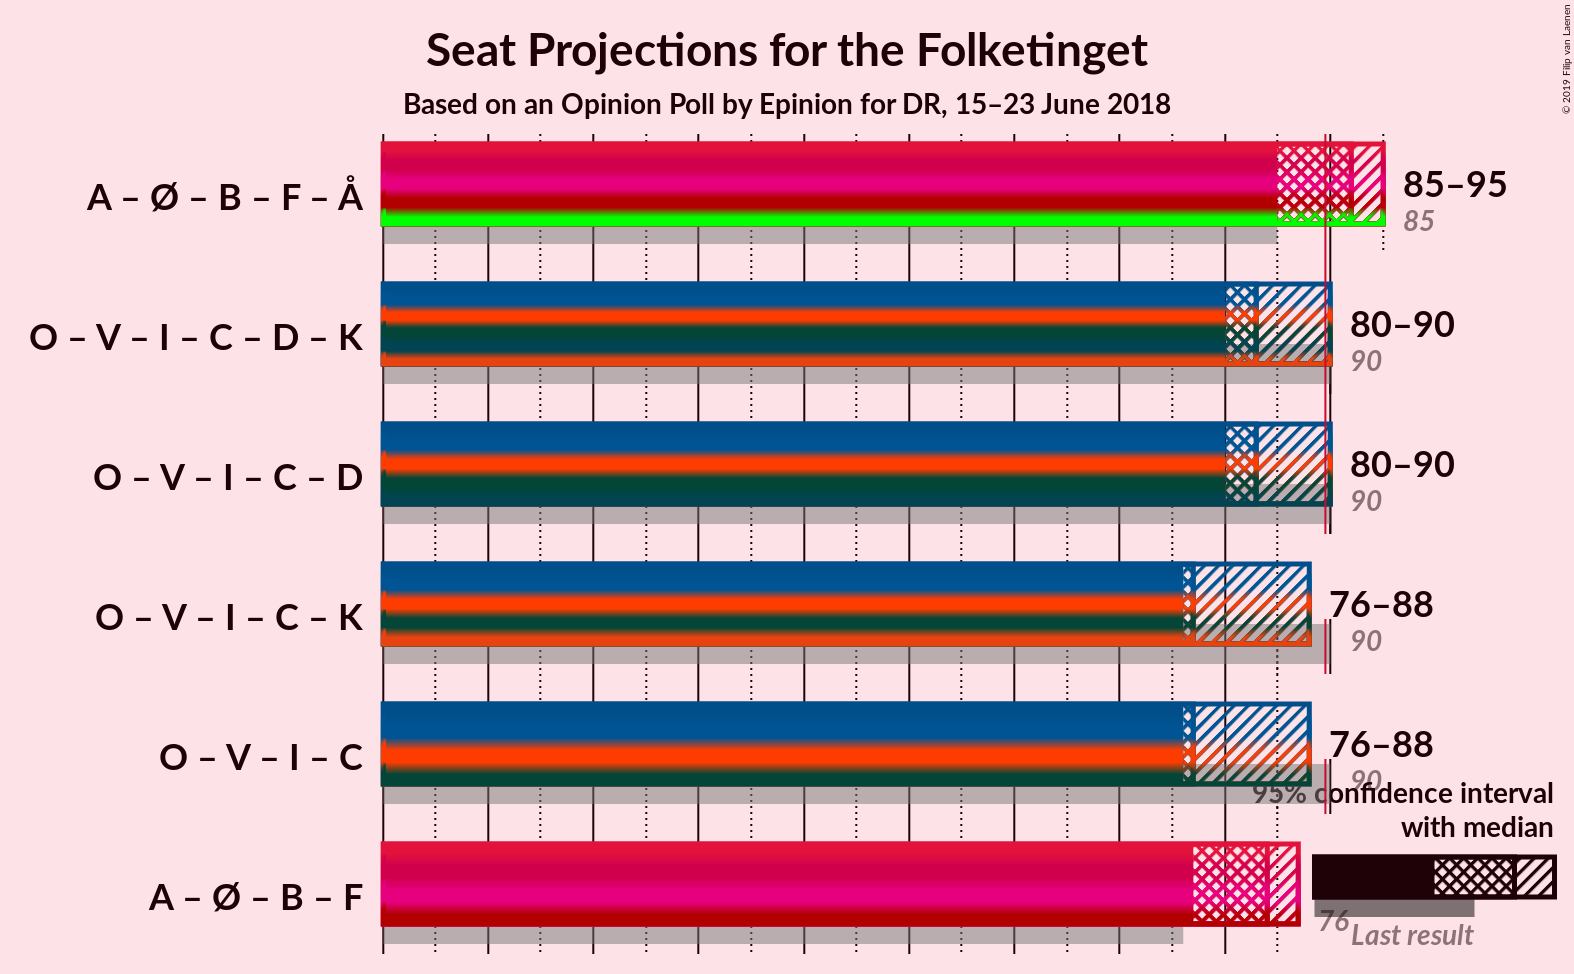 Seat Projections for the Folketinget
Based on an Opinion Poll by Epinion for DR, 15–23 June 2018
© 2019 Filip van Laenen
A – Ø – B – F – Å
85–95
85
O – V – I – C – D – K
80–90
90
O – V – I – C – D
80–90
90
O – V – I – C – K
76–88
90
O – V – I – C
76–88
90
95% confidence interval
with median
A – Ø – B – F
76
Last result